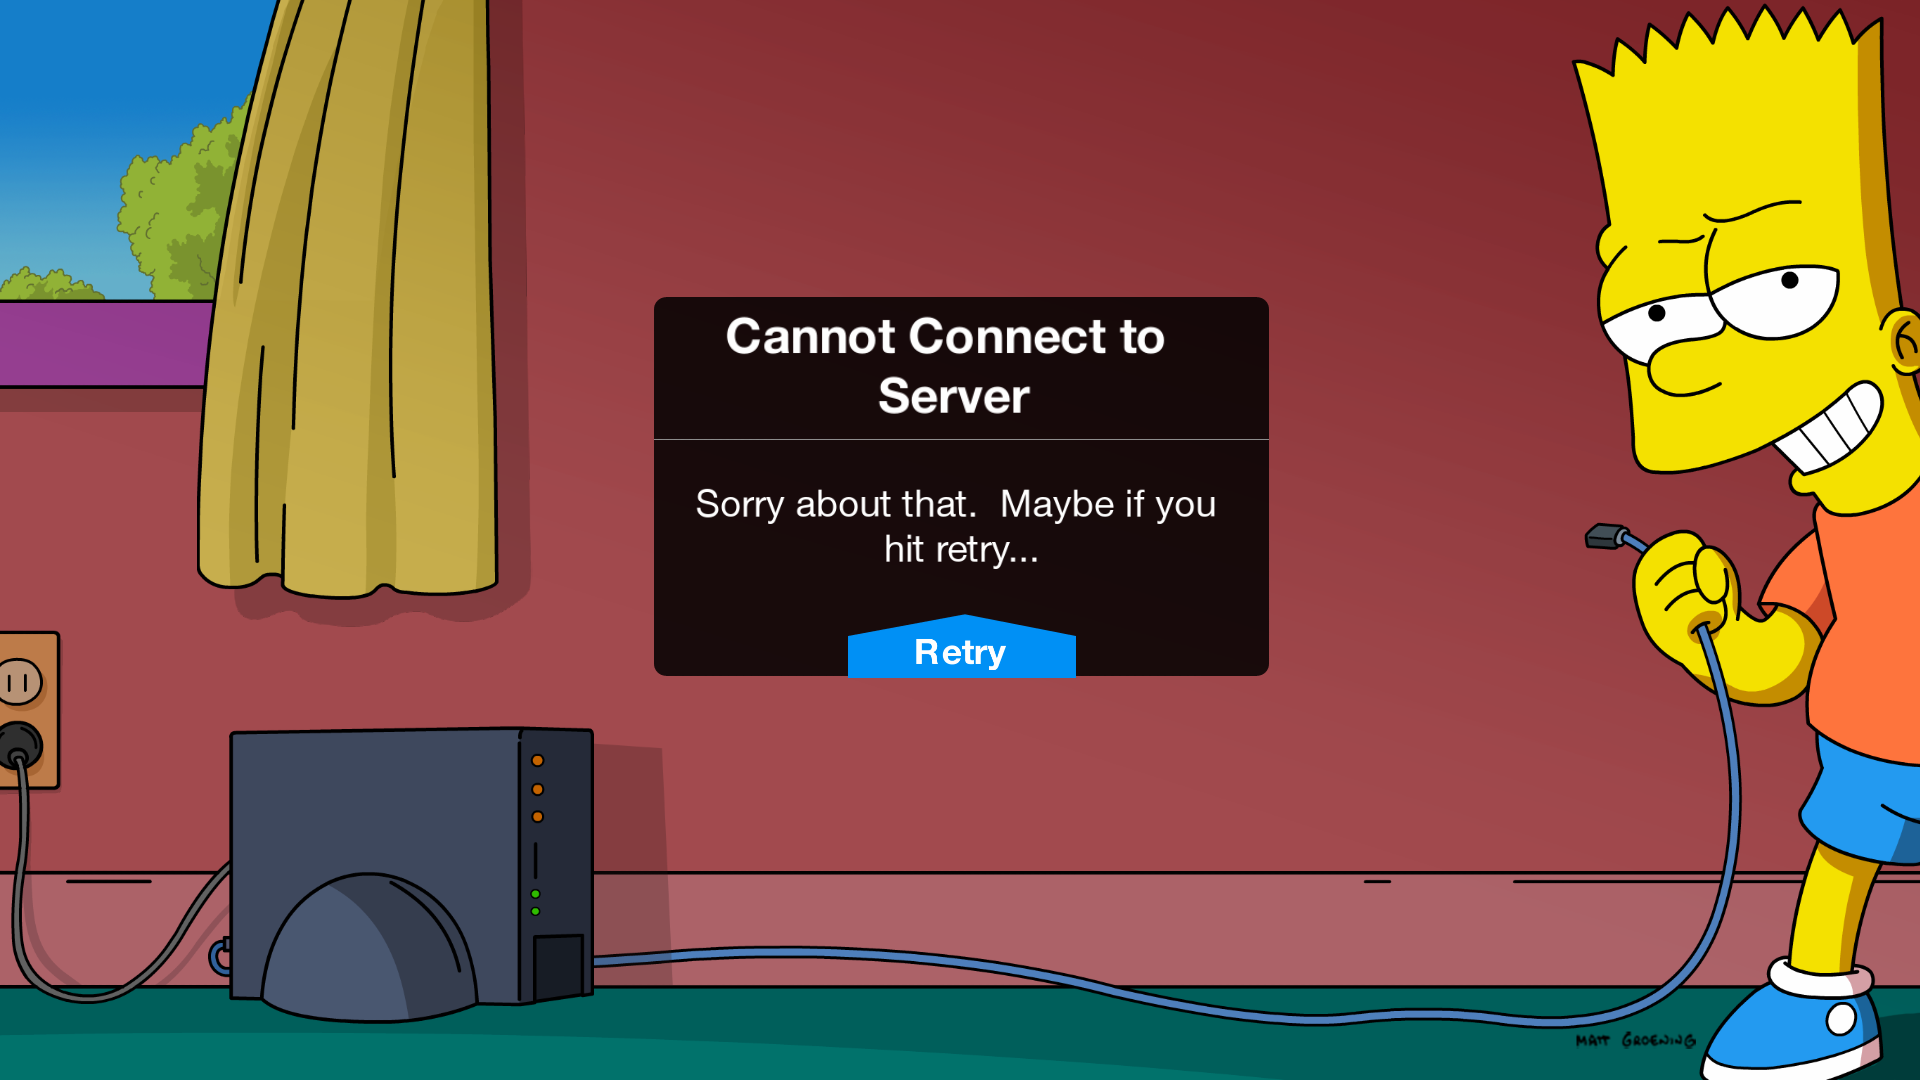 Cannot Connect to
Server
Sorry about that.  Maybe if you
hit retry...
Retry
MATT GROENING